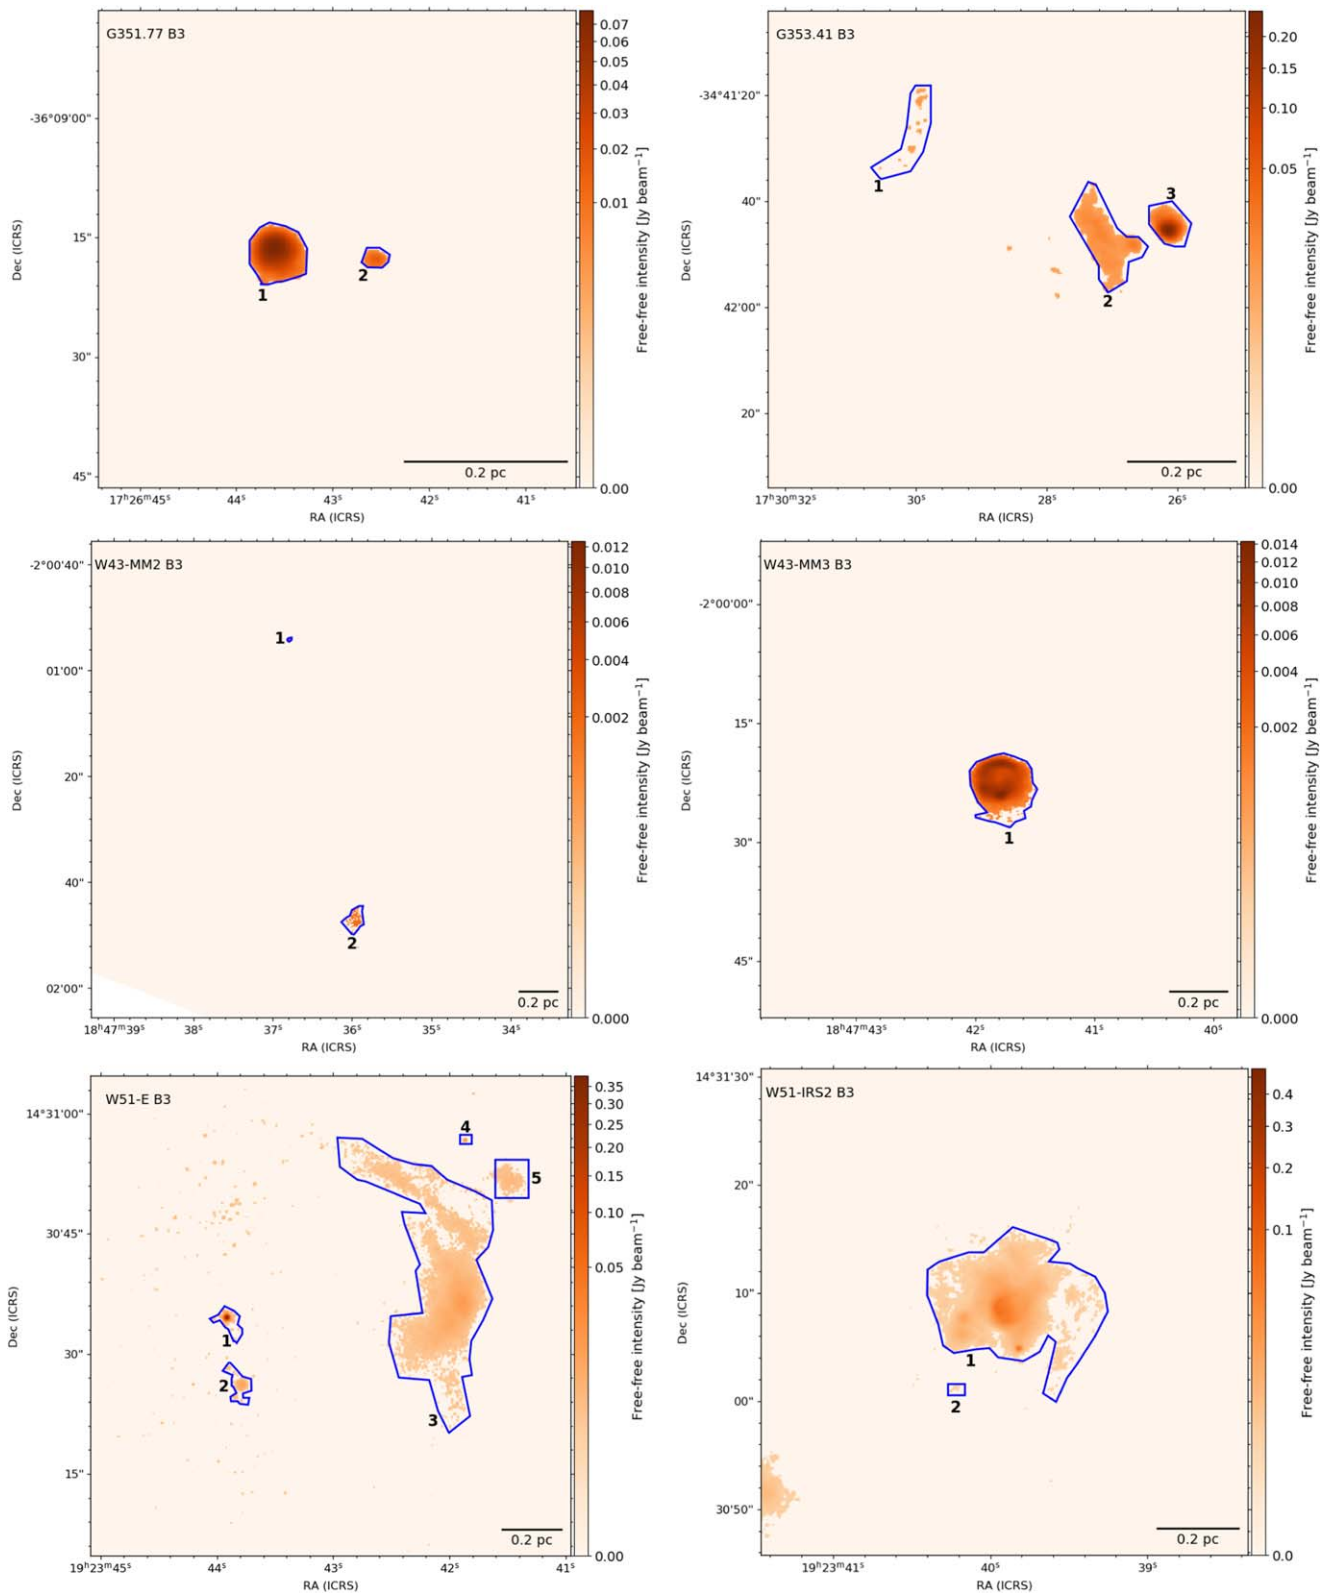 G351.77 B3
-36°09'00"
15"
30"
45"
Dec (ICRS)
17ʰ26ᵐ45ˢ 44ˢ 43ˢ 42ˢ 41ˢ
RA (ICRS)
1
2
0.2 pc
0.07
0.06
0.05
0.04
0.03
0.02
0.01
0.00
Free-free intensity [Jy beam⁻¹]
G353.41 B3
-34°41'20"
40"
42'00"
20"
Dec (ICRS)
17ʰ30ᵐ32ˢ 30ˢ 28ˢ 26ˢ
RA (ICRS)
1
3
2
0.2 pc
0.20
0.15
0.10
0.05
0.00
Free-free intensity [Jy beam⁻¹]
W43-MM2 B3
-2°00'40"
01'00"
20"
40"
02'00"
Dec (ICRS)
18ʰ47ᵐ39ˢ 38ˢ 37ˢ 36ˢ 35ˢ 34ˢ
RA (ICRS)
1
2
0.2 pc
0.012
0.010
0.008
0.006
0.004
0.002
0.000
Free-free intensity [Jy beam⁻¹]
W43-MM3 B3
-2°00'00"
15"
30"
45"
Dec (ICRS)
18ʰ47ᵐ43ˢ 42ˢ 41ˢ 40ˢ
RA (ICRS)
1
0.2 pc
0.014
0.012
0.010
0.008
0.006
0.004
0.002
0.000
Free-free intensity [Jy beam⁻¹]
W51-E B3
14°31'00"
30'45"
30"
15"
Dec (ICRS)
19ʰ23ᵐ45ˢ 44ˢ 43ˢ 42ˢ 41ˢ
RA (ICRS)
4
5
1
2
3
0.2 pc
0.35
0.30
0.25
0.20
0.15
0.10
0.05
0.00
Free-free intensity [Jy beam⁻¹]
W51-IRS2 B3
14°31'30"
20"
10"
00"
30'50"
Dec (ICRS)
19ʰ23ᵐ41ˢ 40ˢ 39ˢ
RA (ICRS)
1
2
0.2 pc
0.4
0.3
0.2
0.1
0.0
Free-free intensity [Jy beam⁻¹]